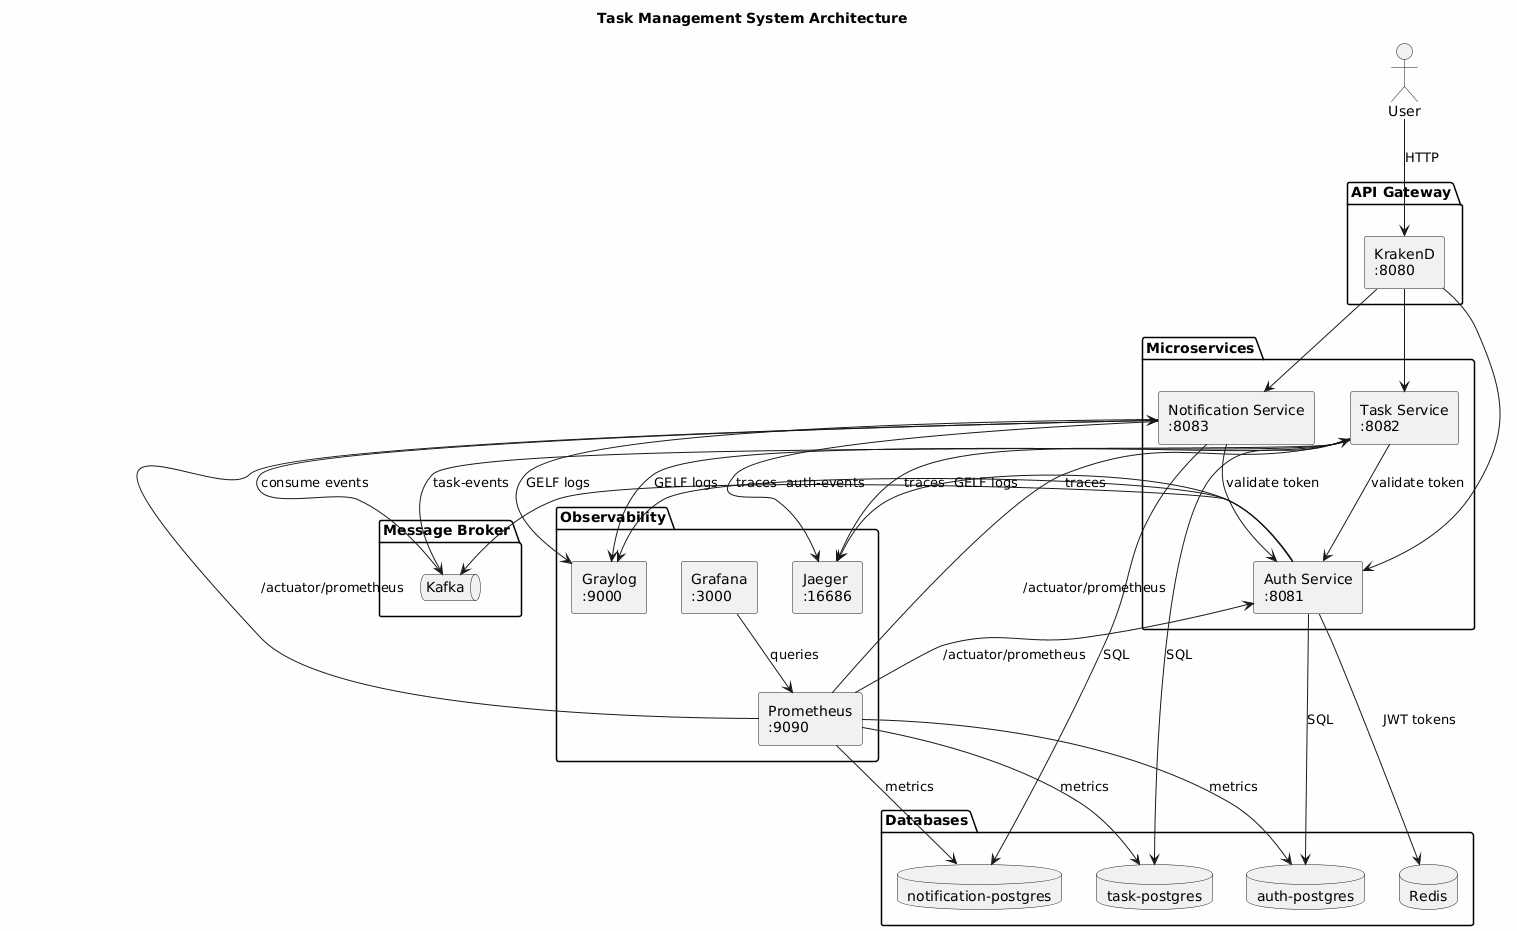 Task Management System Architecture
User
HTTP
API Gateway
KrakenD
:8080
Microservices
Notification Service
:8083
Task Service
:8082
consume events
task-events
GELF logs
GELF logs
traces
auth-events
traces
GELF logs
traces
validate token
validate token
Message Broker
Kafka
Observability
Graylog
:9000
Grafana
:3000
Jaeger
:16686
Auth Service
:8081
/actuator/prometheus
/actuator/prometheus
queries
/actuator/prometheus
SQL
SQL
Prometheus
:9090
SQL
JWT tokens
metrics
metrics
metrics
Databases
notification-postgres
task-postgres
auth-postgres
Redis